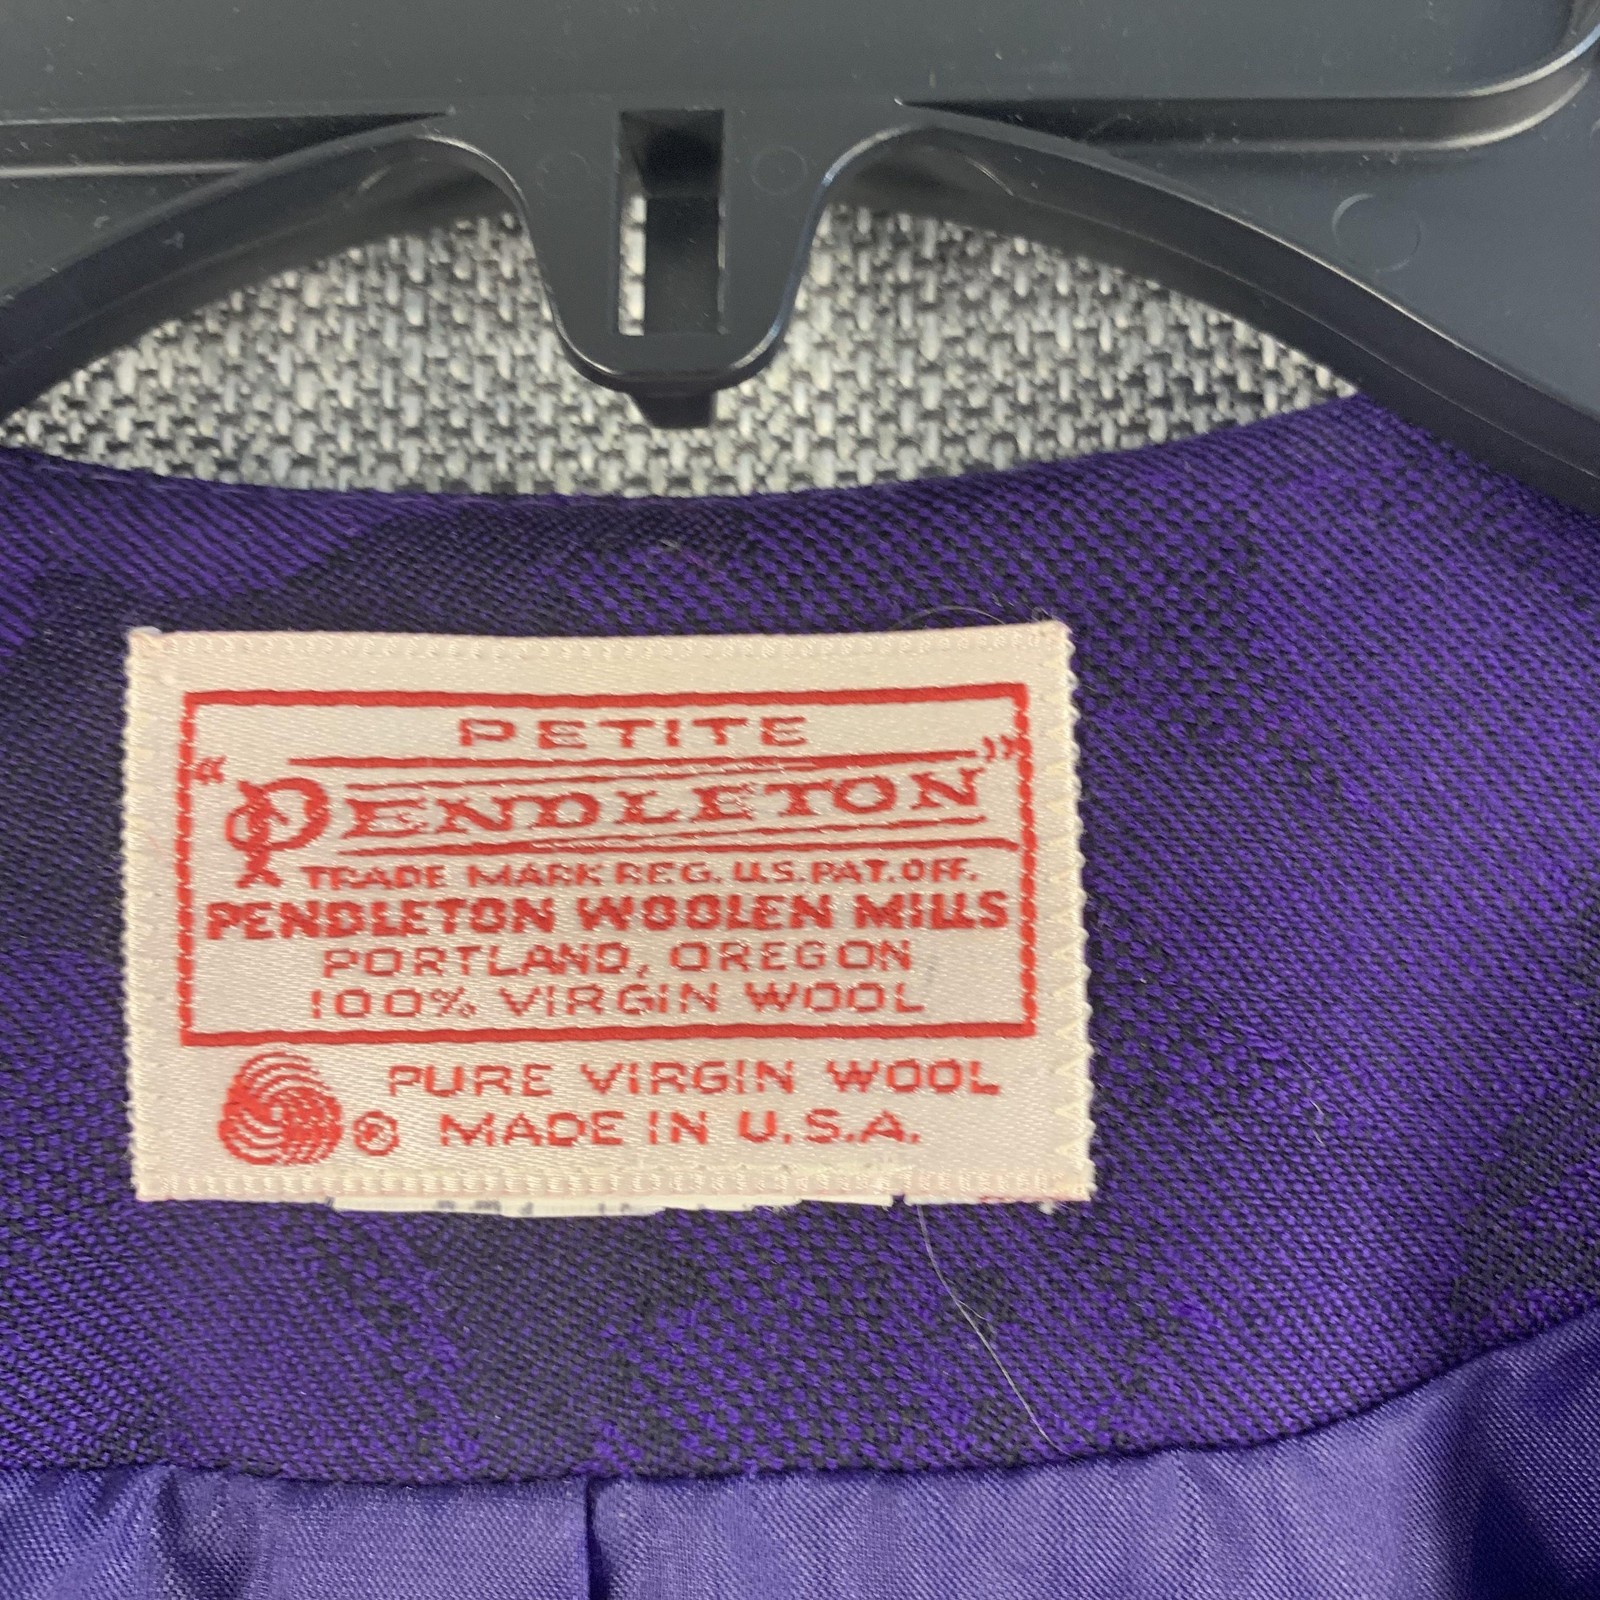 PETITE
"PENDLETON"
TRADE MARK REG. U.S. PAT. OFF.
PENDLETON WOOLEN MILLS
PORTLAND, OREGON
100% VIRGIN WOOL
PURE VIRGIN WOOL
® MADE IN U.S.A.